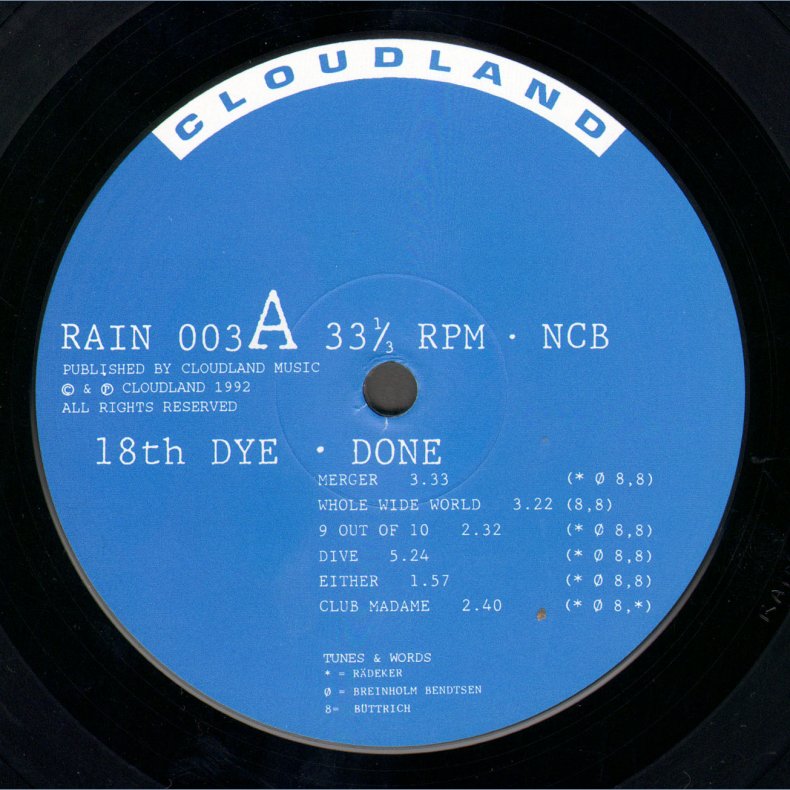 CLOUDLAND
RAIN 003 A 33⅓ RPM · NCB
PUBLISHED BY CLOUDLAND MUSIC
© & ℗ CLOUDLAND 1992
ALL RIGHTS RESERVED
18th DYE · DONE
MERGER 3.33 (* Ø 8,8)
WHOLE WIDE WORLD 3.22 (8,8)
9 OUT OF 10 2.32 (* Ø 8,8)
DIVE 5.24 (* Ø 8,8)
EITHER 1.57 (* Ø 8,8)
CLUB MADAME 2.40 (* Ø 8,*)
TUNES & WORDS
* = RÄDEKER
Ø = BREINHOLM BENDTSEN
8= BÜTTRICH